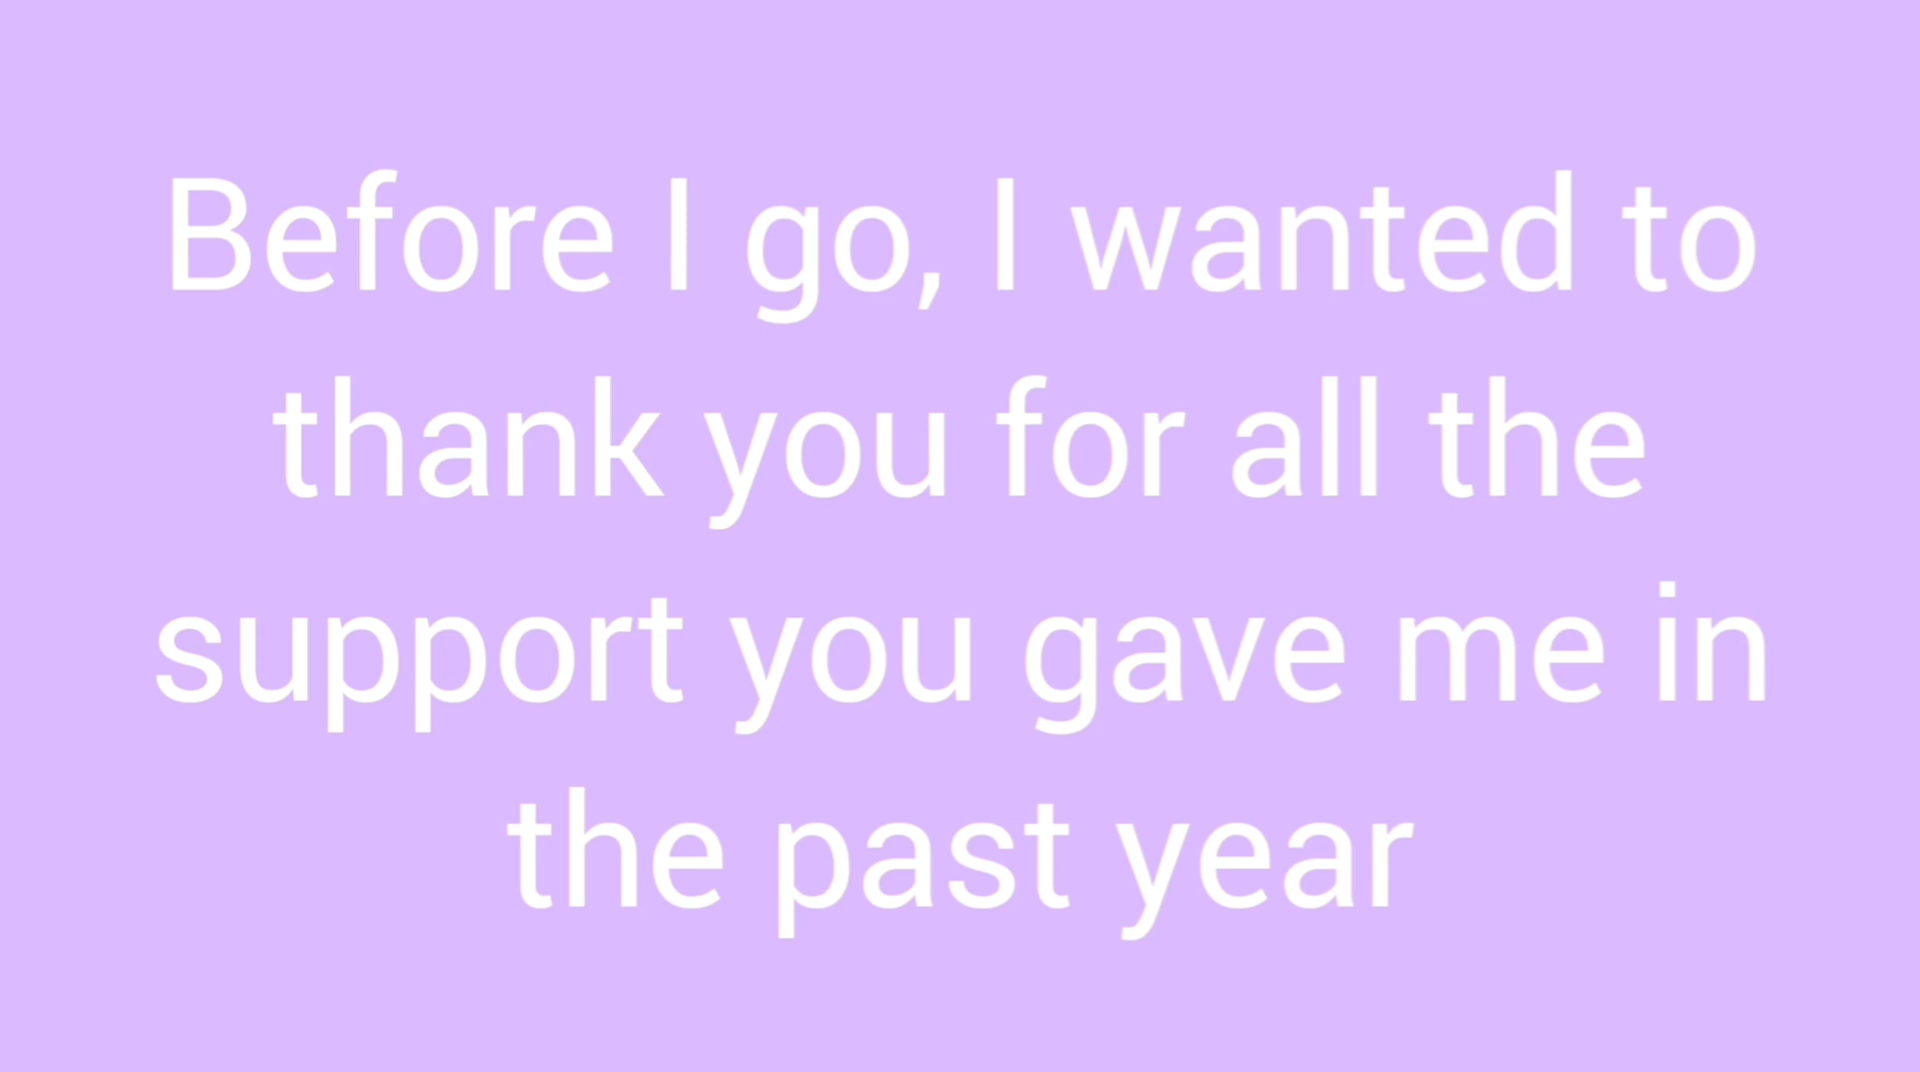 Before I go, I wanted to
thank you for all the
support you gave me in
the past year